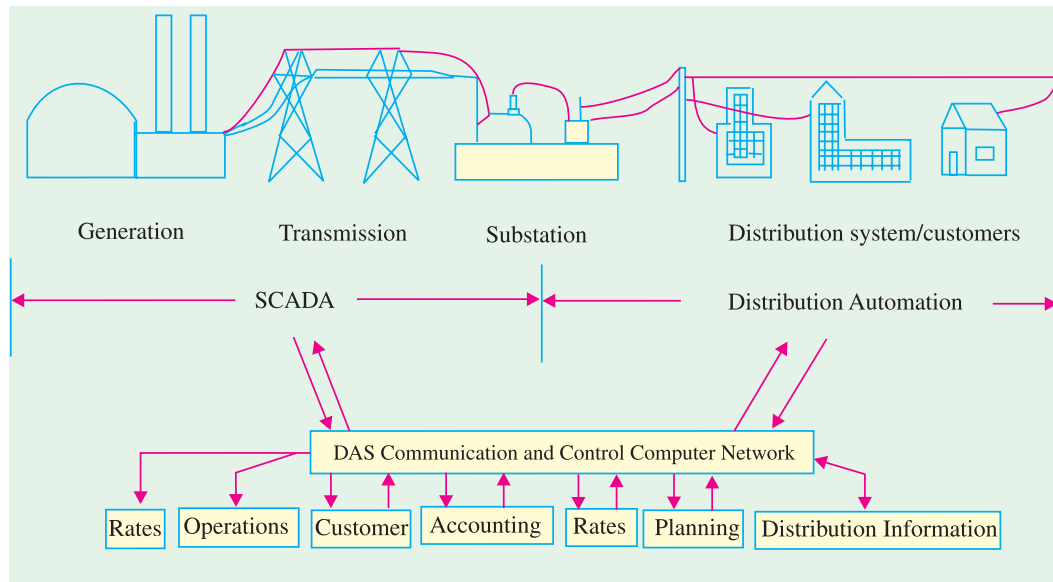 Generation
Transmission
Substation
Distribution system/customers
SCADA
Distribution Automation
DAS Communication and Control Computer Network
Rates
Operations
Customer
Accounting
Rates
Planning
Distribution Information